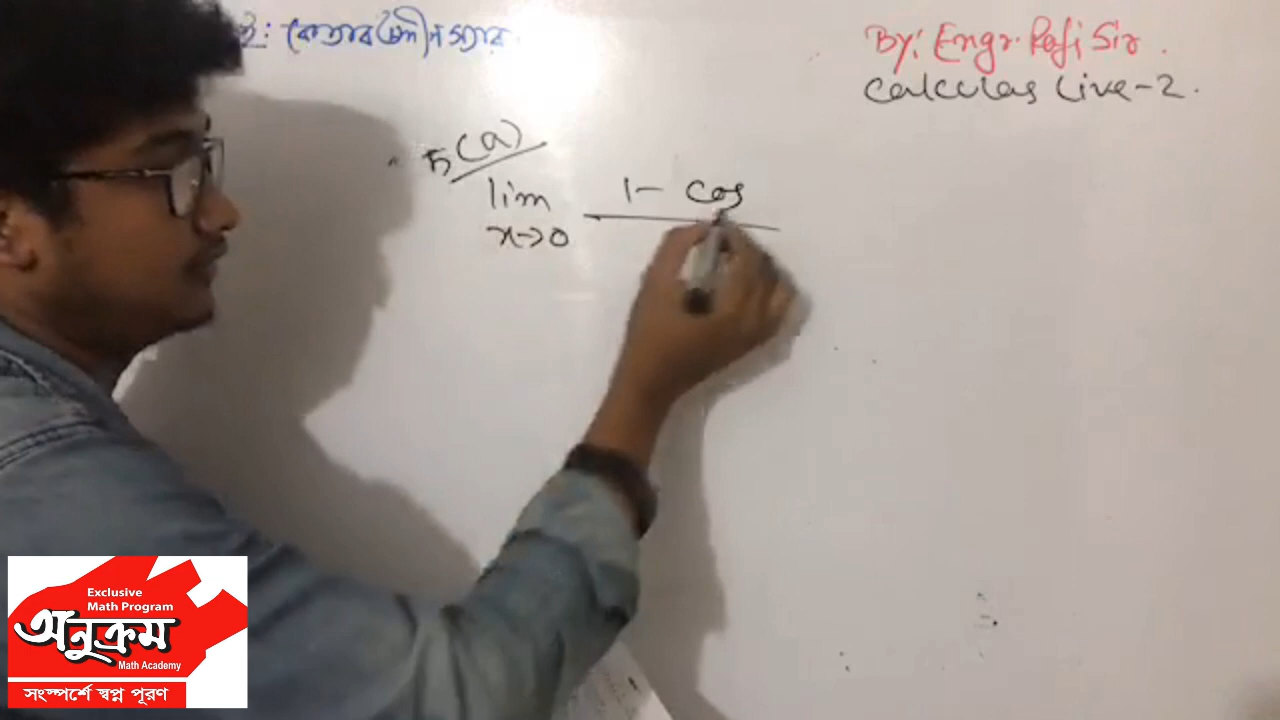 ই: কেতাব উদ্দীন স্যার
By: Engr. Rafi Sir.
Calculas Live-2.
5(a)
lim 1- cos
x→0
Exclusive
Math Program
অনুক্রম
Math Academy
সংস্পর্শে স্বপ্ন পূরণ